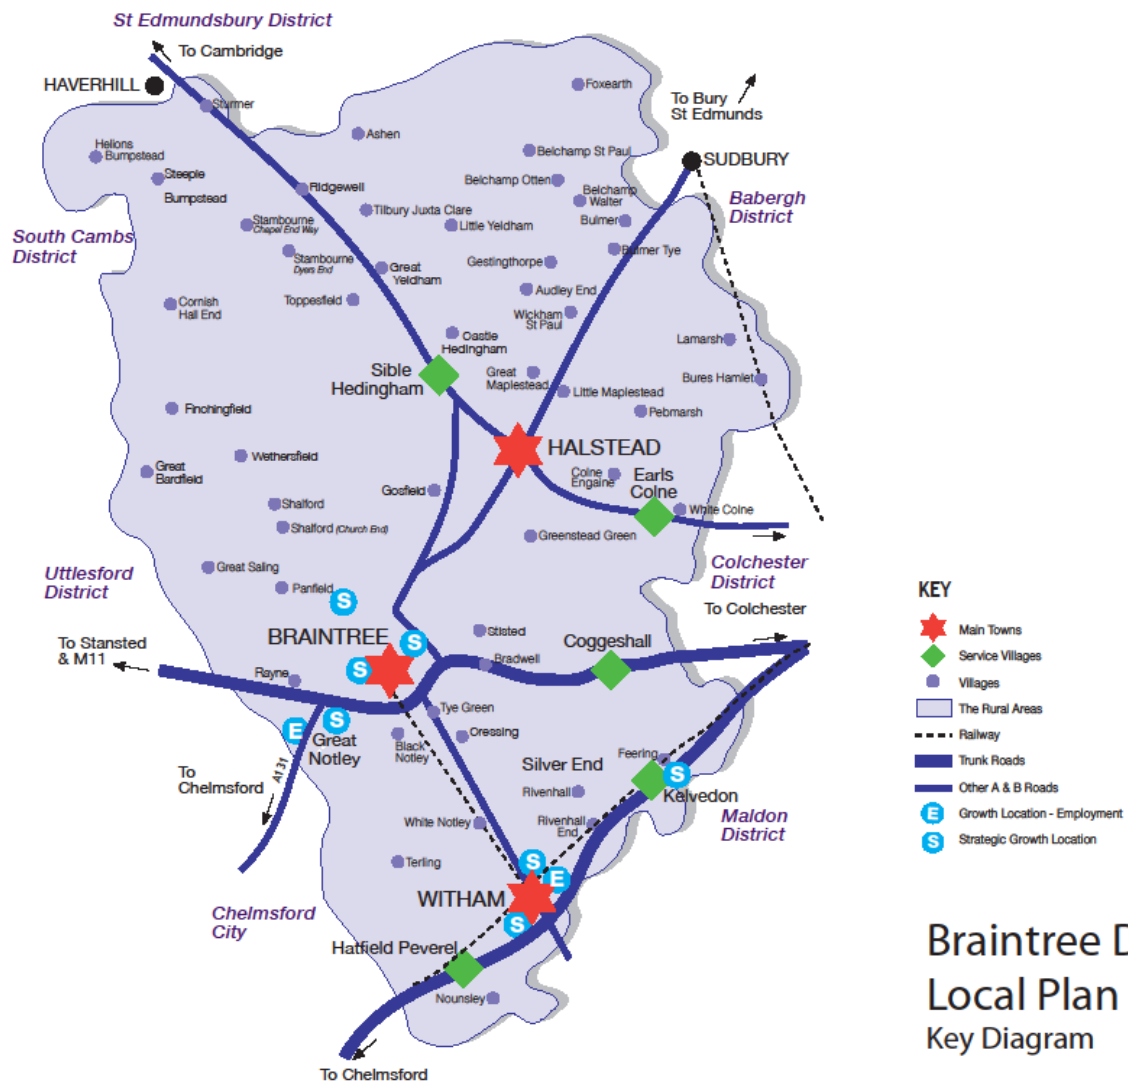 St Edmundsbury District
To Cambridge
HAVERHILL
Sturmer
Foxearth
To Bury
St Edmunds
Ashen
Helions
Bumpstead
Steeple
Bumpstead
Belchamp St Paul
SUDBURY
Ridgewell
Belchamp Otten
Belchamp
Walter
Babergh
District
Tilbury Juxta Clare
Stambourne
Chapel End Way
Little Yeldham
Bulmer
South Cambs
District
Stambourne
Dyers End
Great
Yeldham
Gestingthorpe
Bulmer Tye
Cornish
Hall End
Toppesfield
Audley End
Wickham
St Paul
Castle
Hedingham
Lamarsh
Sible
Hedingham
Great
Maplestead
Little Maplestead
Bures Hamlet
Finchingfield
Pebmarsh
Wethersfield
HALSTEAD
Great
Bardfield
Gosfield
Colne
Engaine
Earls
Colne
Shalford
White Colne
Shalford (Church End)
Greenstead Green
Great Saling
Uttlesford
District
Panfield
S
Colchester
District
To Colchester
BRAINTREE
S
Stisted
Coggeshall
To Stansted
& M11
Rayne
S
Bradwell
Tye Green
E
S
Great
Notley
Black
Notley
Cressing
A131
To
Chelmsford
Silver End
Feering
S
Kelvedon
Rivenhall
Maldon
District
White Notley
Rivenhall
End
Terling
S
E
WITHAM
S
Chelmsford
City
Hatfield Peverel
Nounsley
To Chelmsford
KEY
Main Towns
Service Villages
Villages
The Rural Areas
Railway
Trunk Roads
Other A & B Roads
E Growth Location - Employment
S Strategic Growth Location
Braintree D
Local Plan
Key Diagram